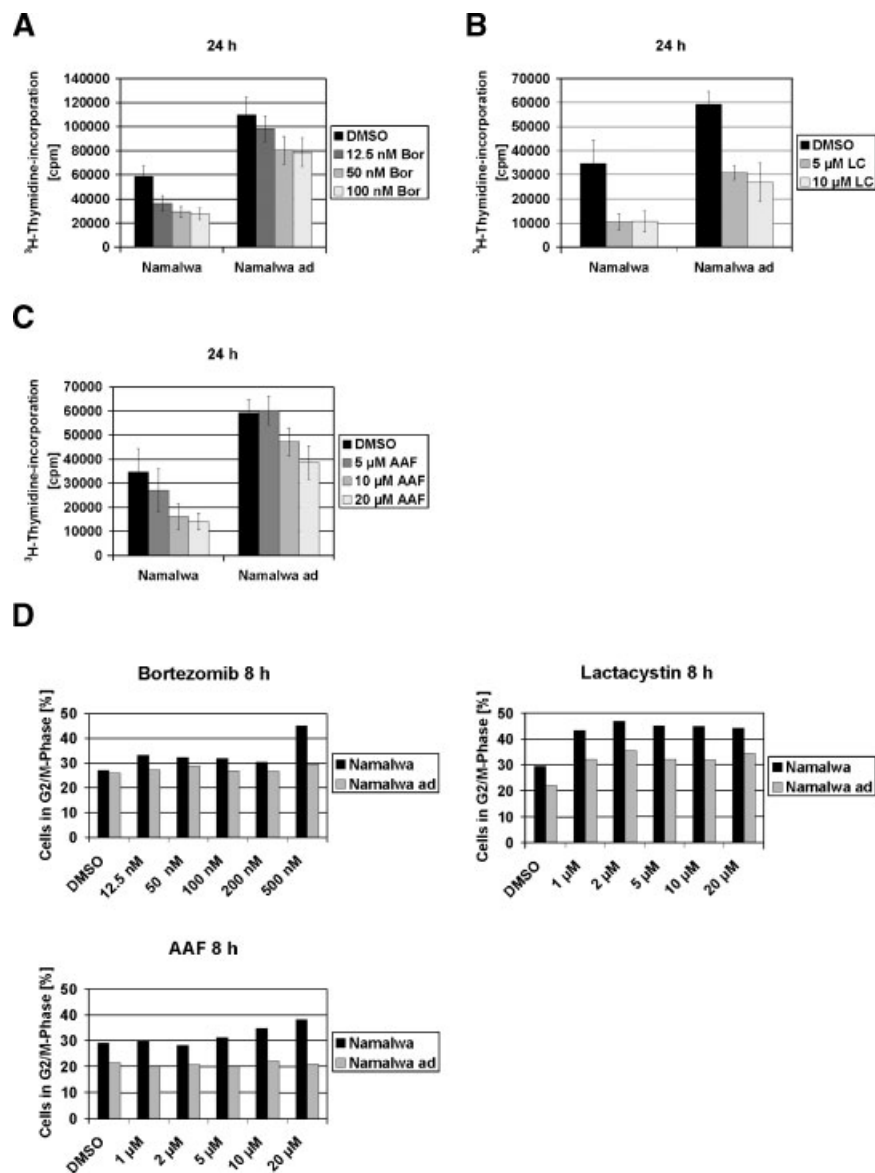 A
24 h
³H-Thymidine-incorporation
[cpm]
140000
120000
100000
80000
60000
40000
20000
0
Namalwa
Namalwa ad
DMSO
12.5 nM Bor
50 nM Bor
100 nM Bor
B
24 h
³H-Thymidine-incorporation
[cpm]
70000
60000
50000
40000
30000
20000
10000
0
Namalwa
Namalwa ad
DMSO
5 µM LC
10 µM LC
C
24 h
³H-Thymidine-incorporation
[cpm]
70000
60000
50000
40000
30000
20000
10000
0
Namalwa
Namalwa ad
DMSO
5 µM AAF
10 µM AAF
20 µM AAF
D
Bortezomib 8 h
Cells in G2/M-Phase [%]
50
40
30
20
10
0
DMSO
12.5 nM
50 nM
100 nM
200 nM
500 nM
Namalwa
Namalwa ad
Lactacystin 8 h
Cells in G2/M-Phase [%]
50
40
30
20
10
0
DMSO
1 µM
2 µM
5 µM
10 µM
20 µM
Namalwa
Namalwa ad
AAF 8 h
Cells in G2/M-Phase [%]
50
40
30
20
10
0
DMSO
1 µM
2 µM
5 µM
10 µM
20 µM
Namalwa
Namalwa ad